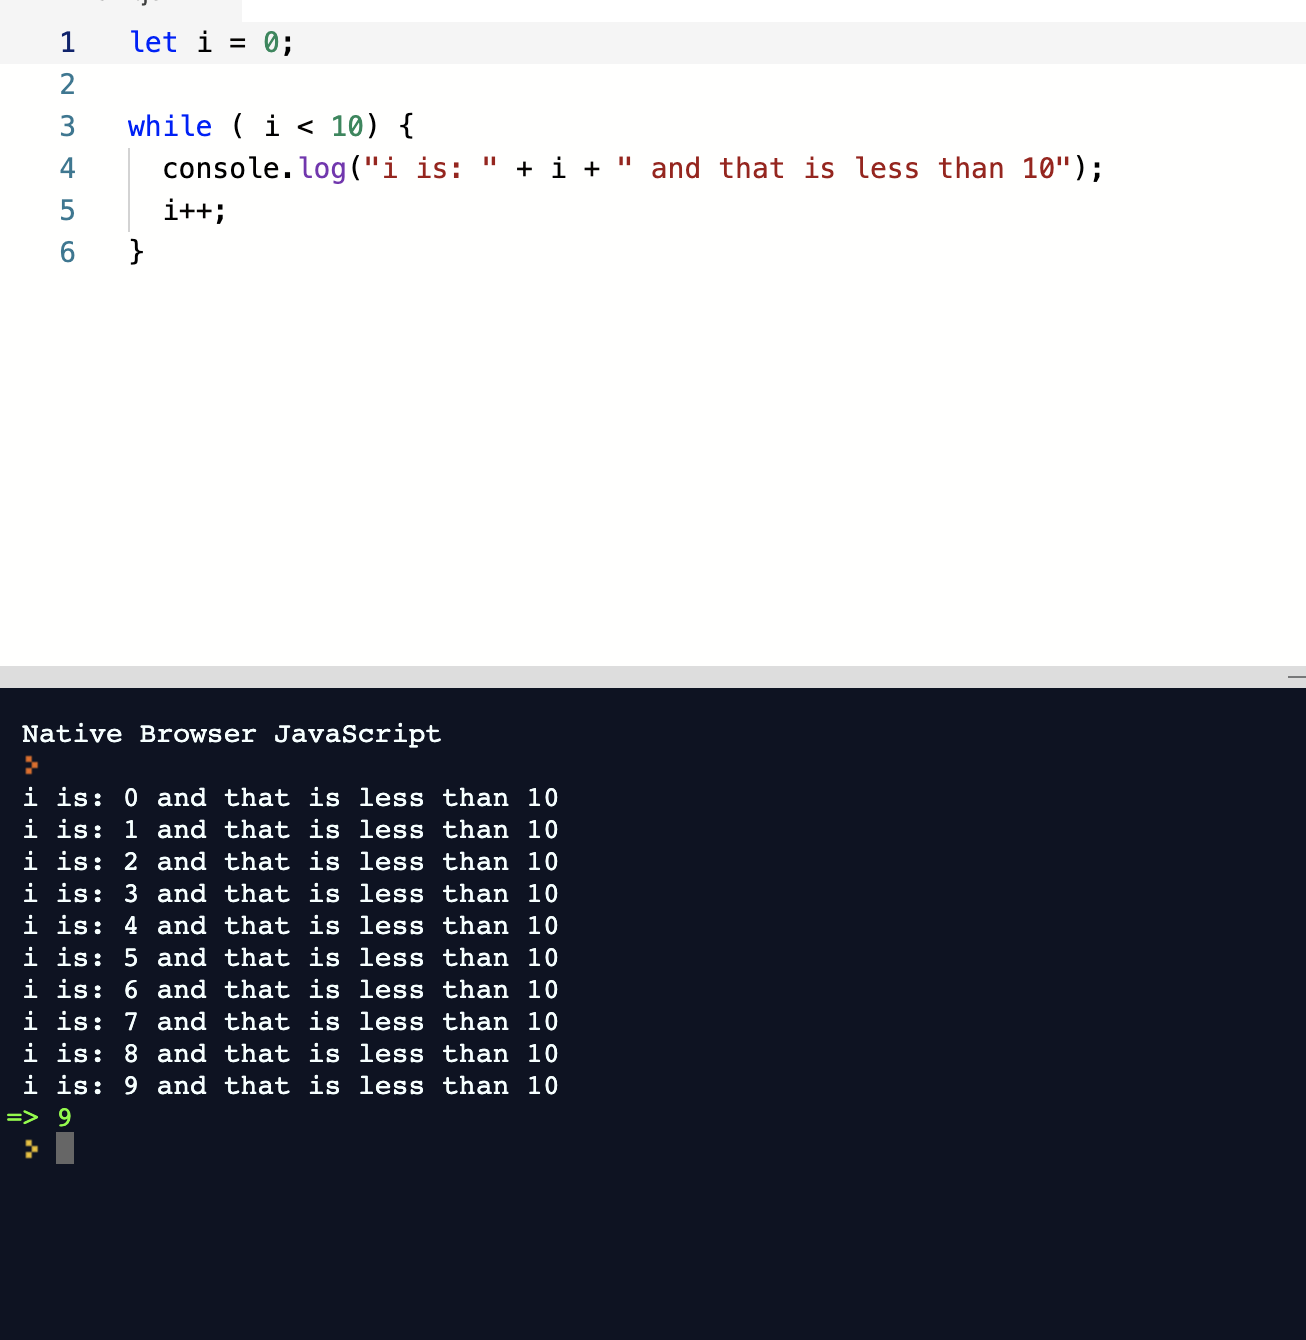 1 let i = 0;
2
3 while ( i < 10) {
4 console.log("i is: " + i + " and that is less than 10");
5 i++;
6 }
Native Browser JavaScript
i is: 0 and that is less than 10
i is: 1 and that is less than 10
i is: 2 and that is less than 10
i is: 3 and that is less than 10
i is: 4 and that is less than 10
i is: 5 and that is less than 10
i is: 6 and that is less than 10
i is: 7 and that is less than 10
i is: 8 and that is less than 10
i is: 9 and that is less than 10
=> 9